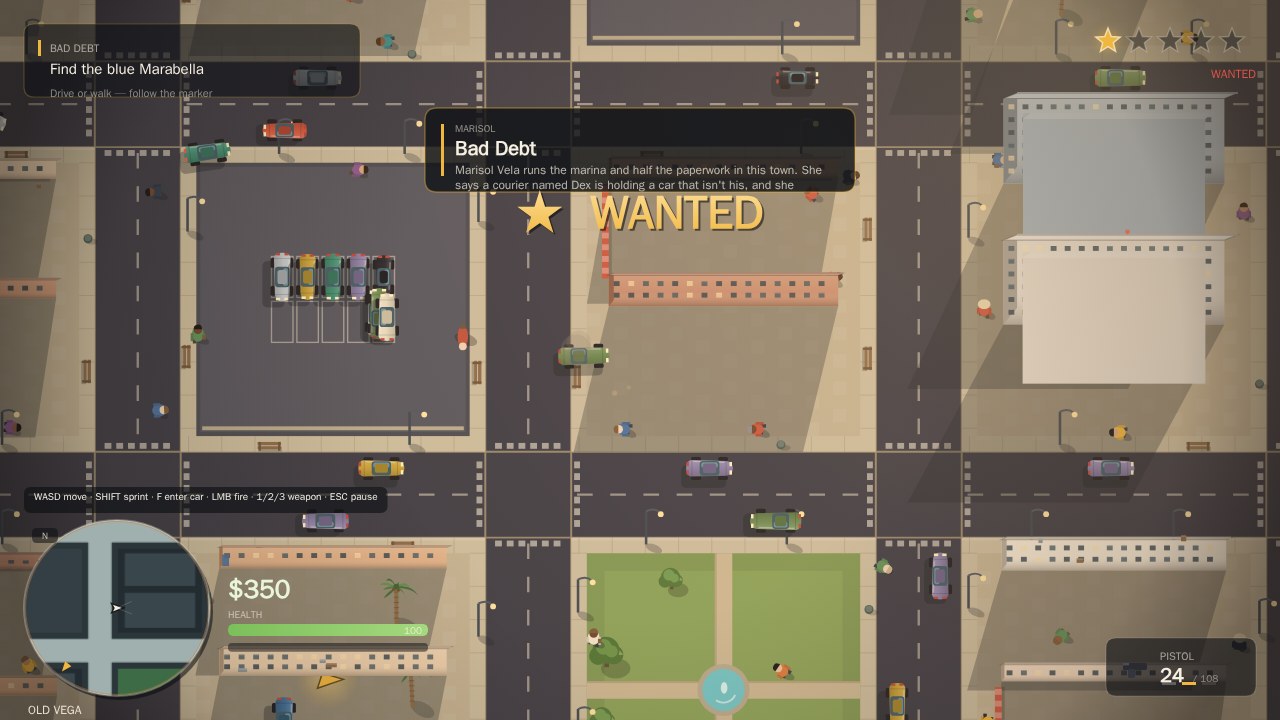 BAD DEBT
Find the blue Marabella
Drive or walk — follow the marker
WANTED
MARISOL
Bad Debt
Marisol Vela runs the marina and half the paperwork in this town. She
says a courier named Dex is holding a car that isn't his, and she
WANTED
WASD move · SHIFT sprint · F enter car · LMB fire · 1/2/3 weapon · ESC pause
N
$350
HEALTH
100
PISTOL
24 / 108
OLD VEGA